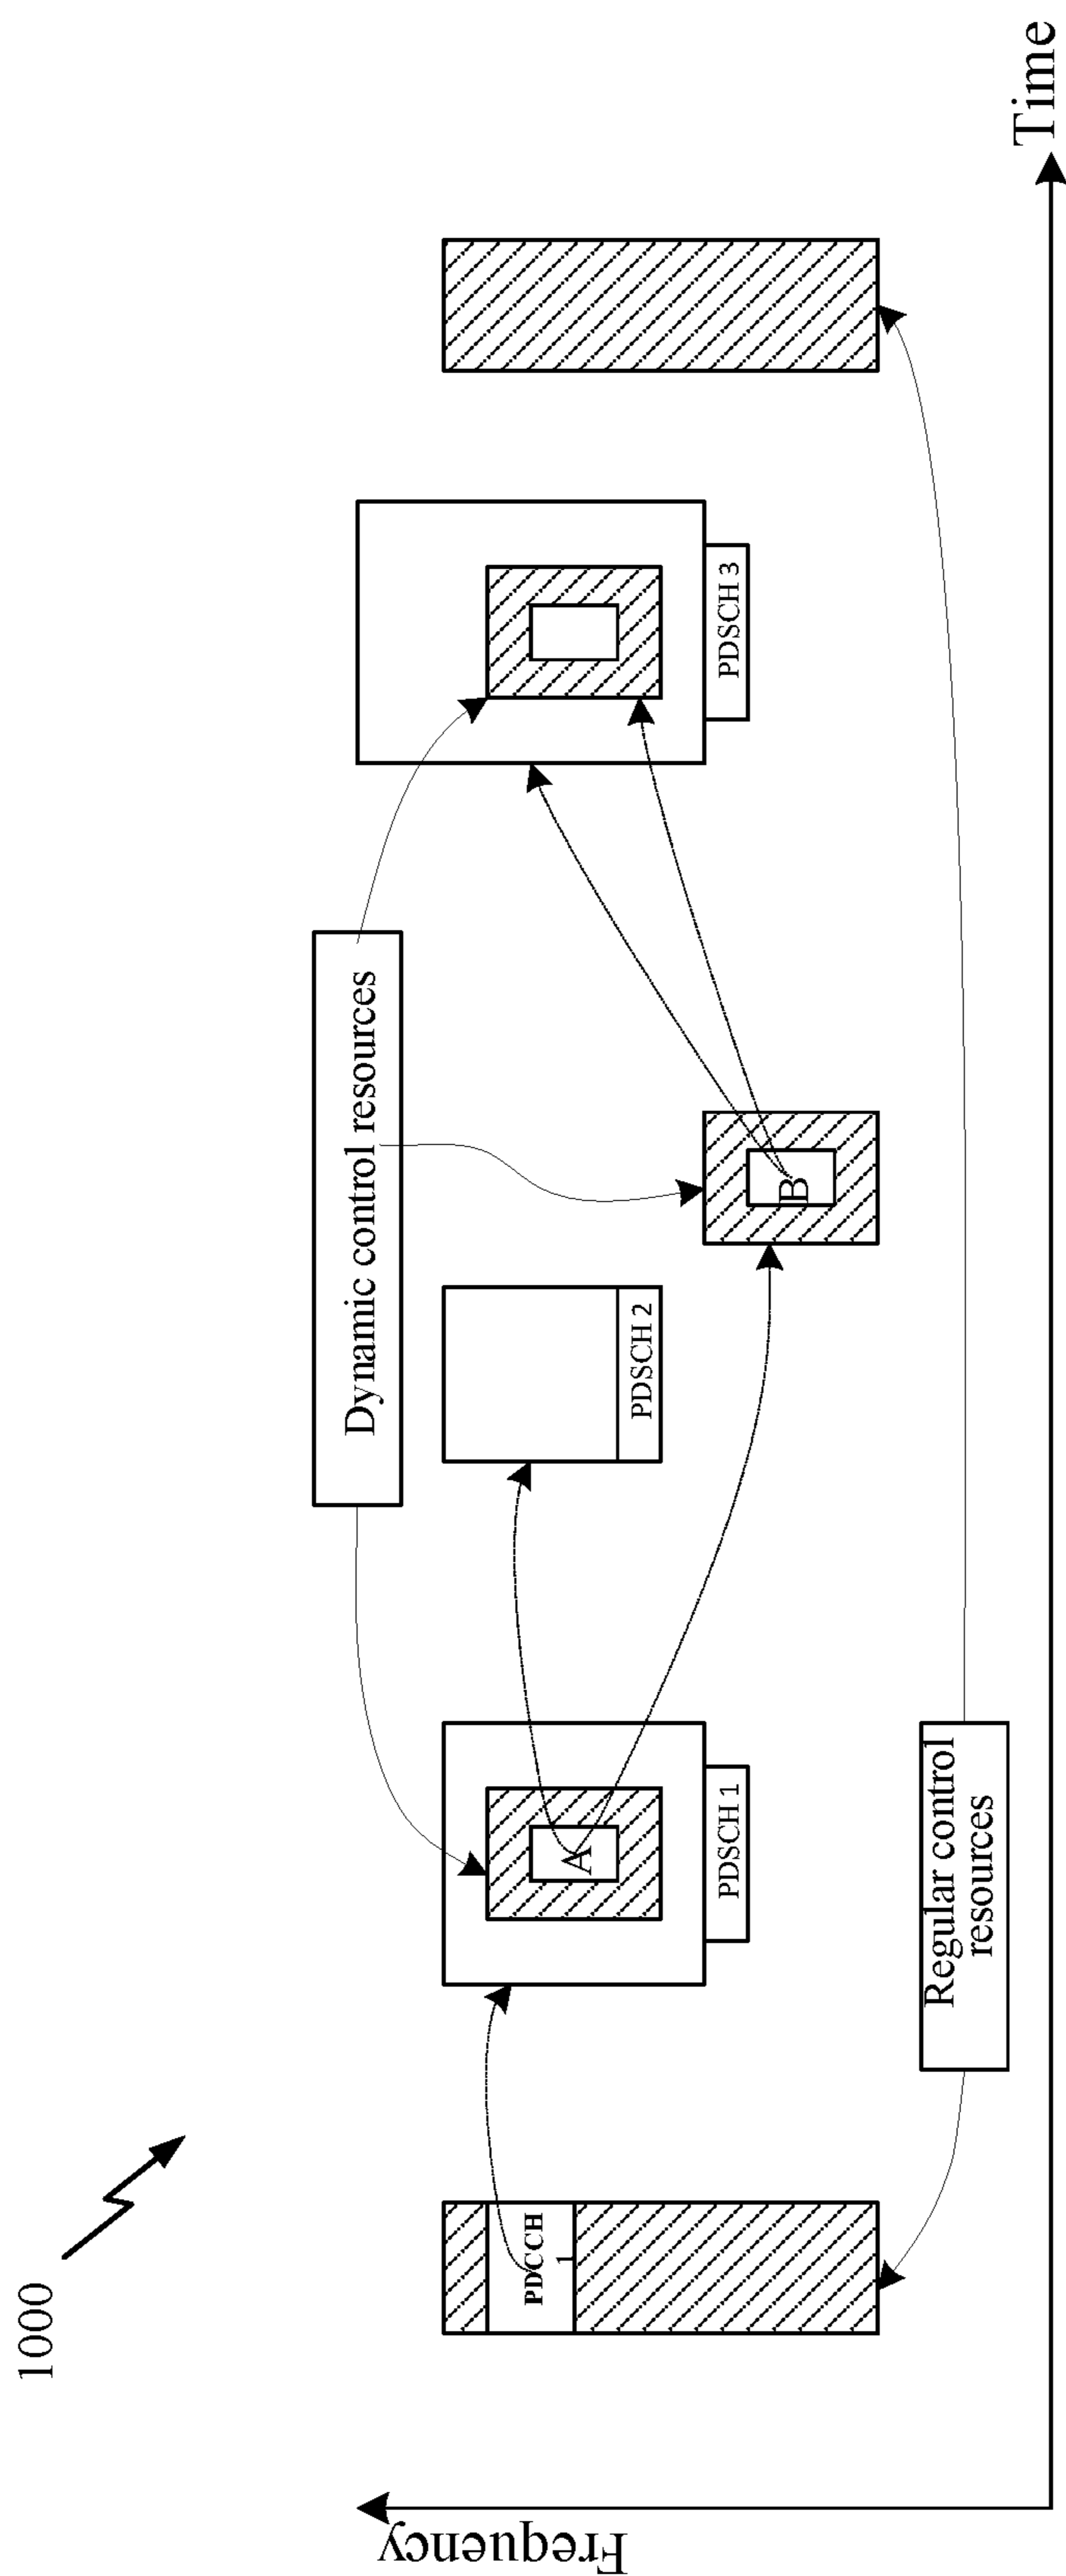 1000
Frequency
Dynamic control resources
PDCCH
1
A
PDSCH 1
PDSCH 2
B
PDSCH 3
Regular control
resources
Time